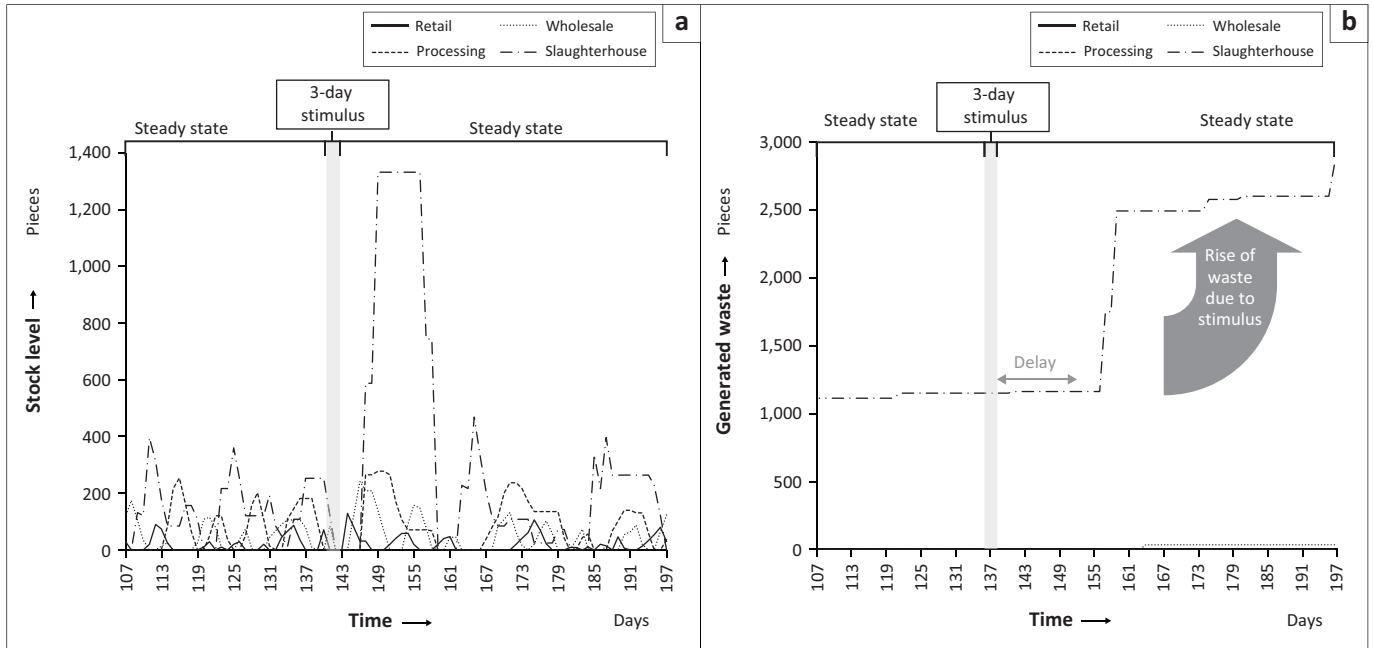 Retail
Wholesale
Processing
Slaughterhouse
a
3-day
stimulus
Steady state
Steady state
1,400
1,200
1,000
800
600
400
200
0
Stock level
Pieces
107
113
119
125
131
137
143
149
155
161
167
173
179
185
191
197
Time
Days
Retail
Wholesale
Processing
Slaughterhouse
b
3-day
stimulus
Steady state
Steady state
3,000
2,500
2,000
1,500
1,000
500
0
Generated waste
Pieces
Delay
Rise of
waste
due to
stimulus
107
113
119
125
131
137
143
149
155
161
167
173
179
185
191
197
Time
Days